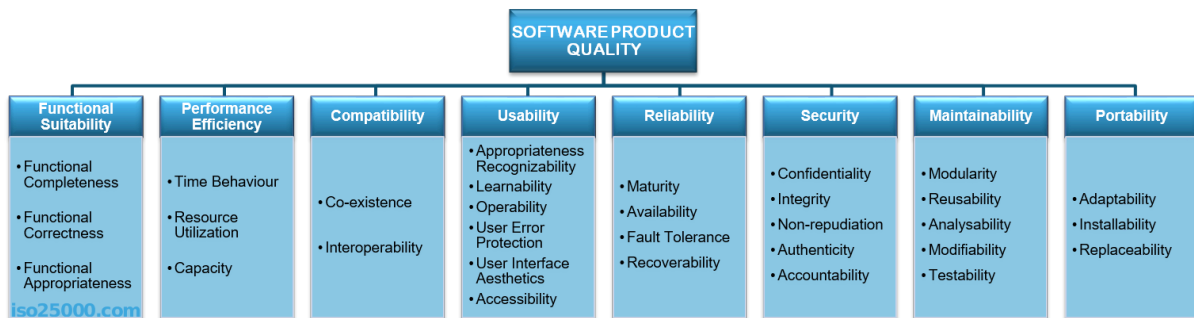 SOFTWARE PRODUCT
QUALITY
Functional
Suitability
• Functional
Completeness
• Functional
Correctness
• Functional
Appropriateness
Performance
Efficiency
• Time Behaviour
• Resource
Utilization
• Capacity
Compatibility
• Co-existence
• Interoperability
Usability
• Appropriateness
Recognizability
• Learnability
• Operability
• User Error
Protection
• User Interface
Aesthetics
• Accessibility
Reliability
• Maturity
• Availability
• Fault Tolerance
• Recoverability
Security
• Confidentiality
• Integrity
• Non-repudiation
• Authenticity
• Accountability
Maintainability
• Modularity
• Reusability
• Analysability
• Modifiability
• Testability
Portability
• Adaptability
• Installability
• Replaceability
iso25000.com